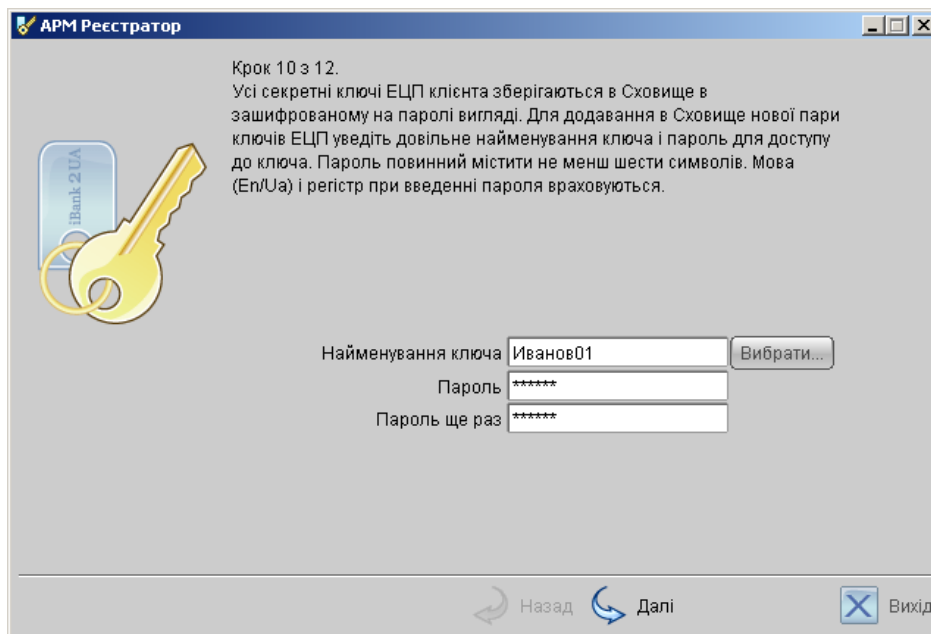 АРМ Реєстратор
Крок 10 з 12.
Усі секретні ключі ЕЦП клієнта зберігаються в Сховище в
зашифрованому на паролі вигляді. Для додавання в Сховище нової пари
ключів ЕЦП уведіть довільне найменування ключа і пароль для доступу
до ключа. Пароль повинний містити не менш шести символів. Мова
(En/Ua) і регістр при введенні пароля враховуються.
iBank 2 UA
Найменування ключа Иванов01 Вибрати...
Пароль ******
Пароль ще раз ******
Назад Далі Вихід